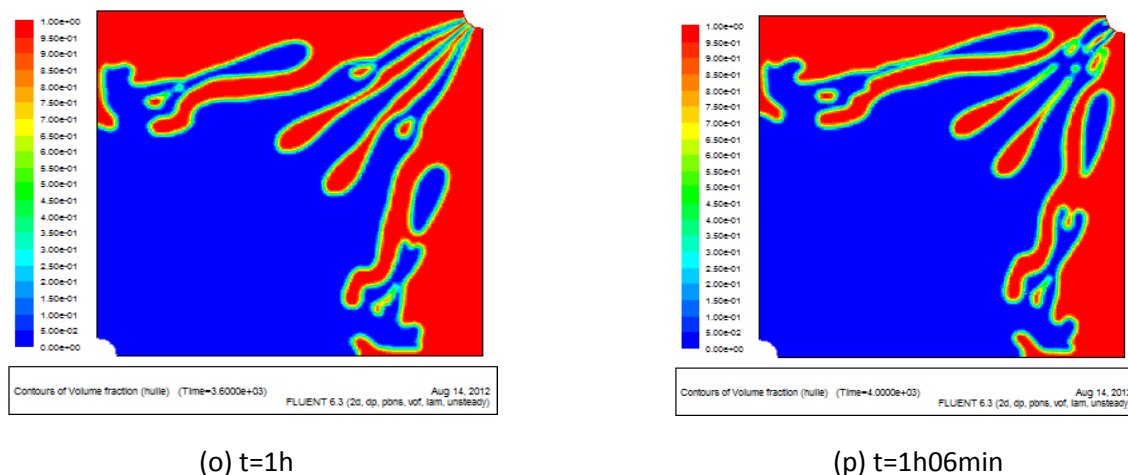 1.00e+00
9.50e-01
9.00e-01
8.50e-01
8.00e-01
7.50e-01
7.00e-01
6.50e-01
6.00e-01
5.50e-01
5.00e-01
4.50e-01
4.00e-01
3.50e-01
3.00e-01
2.50e-01
2.00e-01
1.50e-01
1.00e-01
5.00e-02
0.00e+00
Contours of Volume fraction (huile) (Time=3.6000e+03) Aug 14, 2012
FLUENT 6.3 (2d, dp, pbns, vof, lam, unsteady)
(o) t=1h
1.00e+00
9.50e-01
9.00e-01
8.50e-01
8.00e-01
7.50e-01
7.00e-01
6.50e-01
6.00e-01
5.50e-01
5.00e-01
4.50e-01
4.00e-01
3.50e-01
3.00e-01
2.50e-01
2.00e-01
1.50e-01
1.00e-01
5.00e-02
0.00e+00
Contours of Volume fraction (huile) (Time=4.0000e+03) Aug 14, 2012
FLUENT 6.3 (2d, dp, pbns, vof, lam, unsteady)
(p) t=1h06min